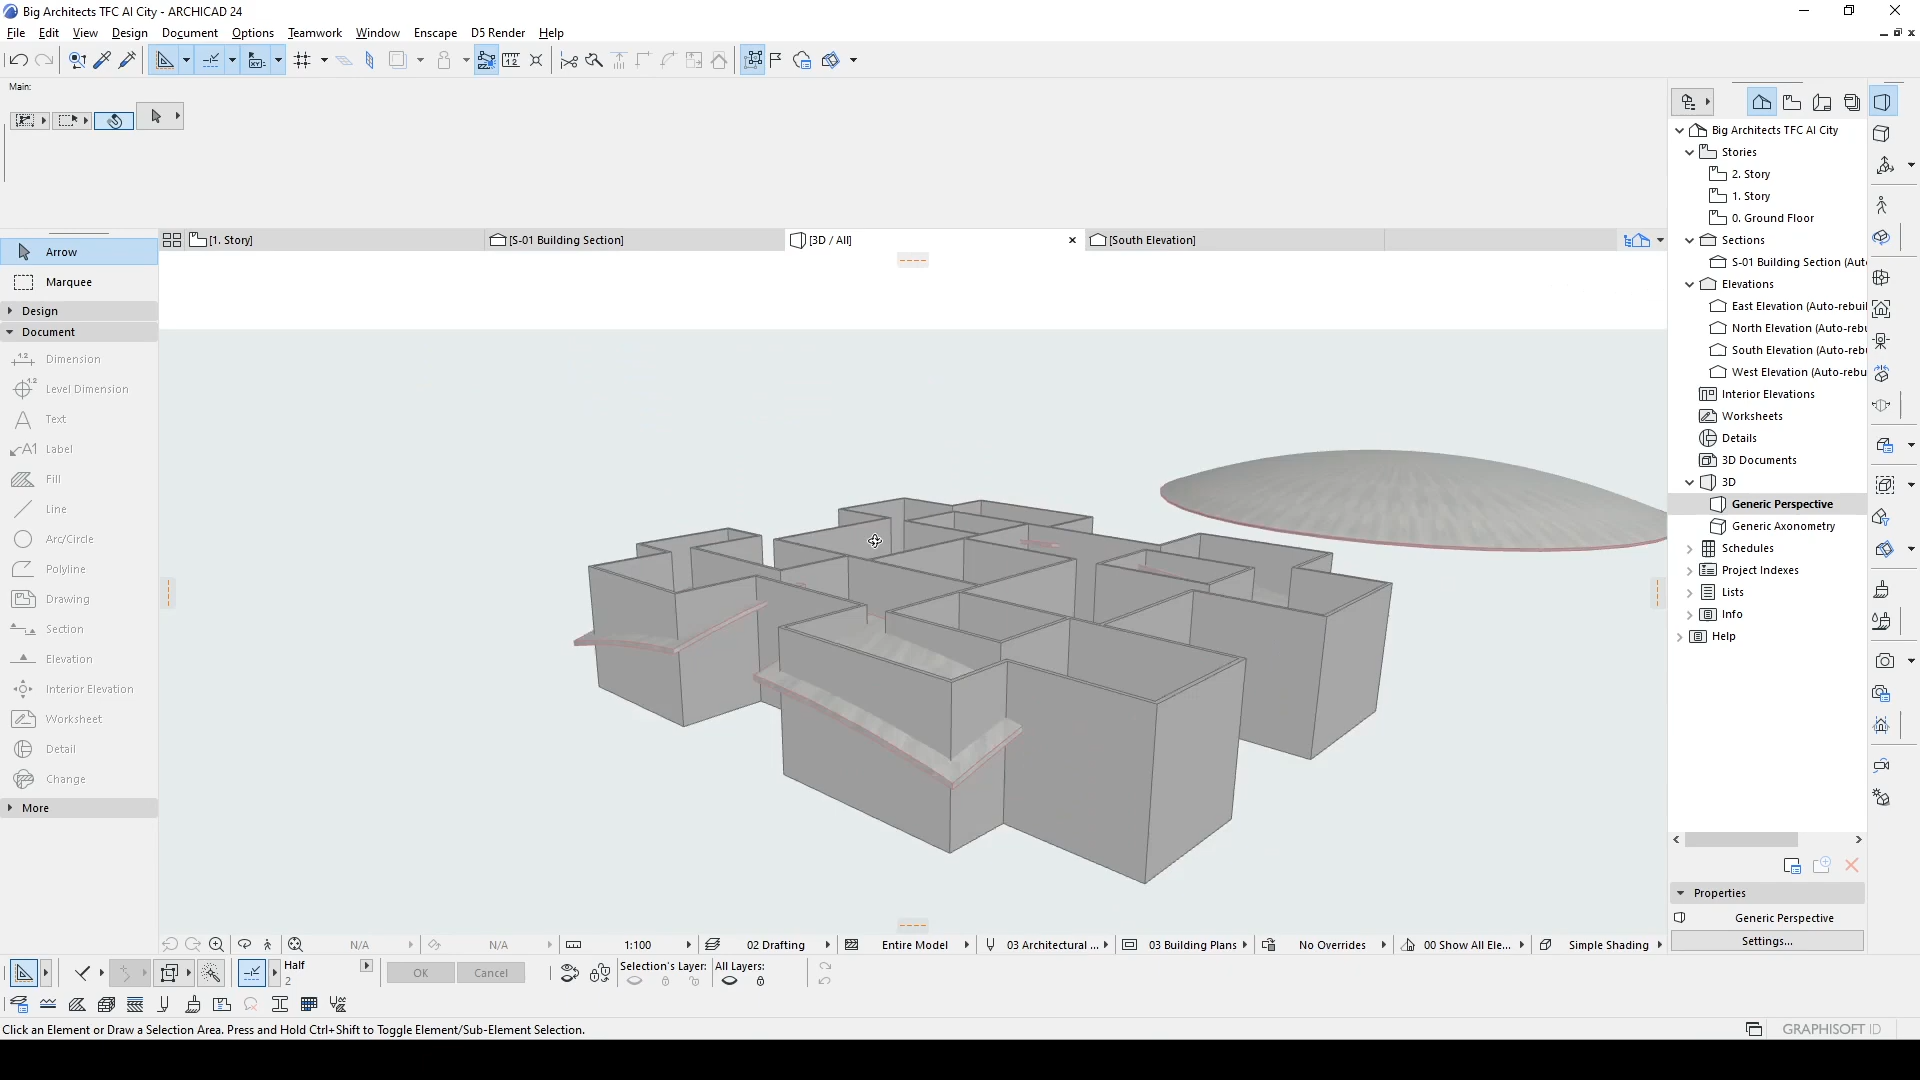 Big Architects TFC AI City - ARCHICAD 24
File Edit View Design Document Options Teamwork Window Enscape D5 Render Help
Main:
[1. Story]
[S-01 Building Section]
[3D / All]
[South Elevation]
Arrow
Marquee
Design
Document
Dimension
Level Dimension
Text
A1 Label
Fill
Line
Arc/Circle
Polyline
Drawing
Section
Elevation
Interior Elevation
Worksheet
Detail
Change
More
Big Architects TFC AI City
Stories
2. Story
1. Story
0. Ground Floor
Sections
S-01 Building Section (Aut
Elevations
East Elevation (Auto-rebuil
North Elevation (Auto-rebu
South Elevation (Auto-reb
West Elevation (Auto-rebu
Interior Elevations
Worksheets
Details
3D Documents
3D
Generic Perspective
Generic Axonometry
Schedules
Project Indexes
Lists
Info
Help
Properties
Generic Perspective
Settings...
N/A N/A 1:100 02 Drafting Entire Model 03 Architectural ... 03 Building Plans No Overrides 00 Show All Ele... Simple Shading
Half
2
OK Cancel
Selection's Layer: All Layers:
Click an Element or Draw a Selection Area. Press and Hold Ctrl+Shift to Toggle Element/Sub-Element Selection.
GRAPHISOFT ID